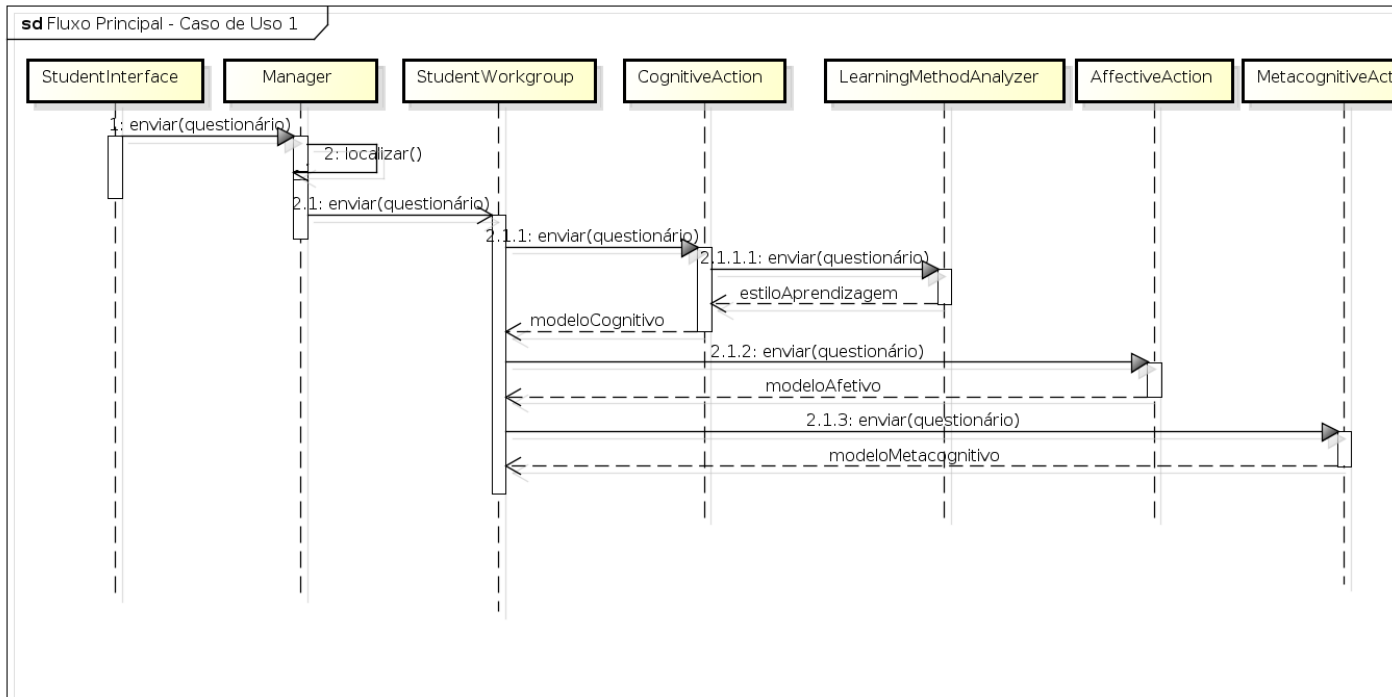 sd Fluxo Principal - Caso de Uso 1
StudentInterface
Manager
StudentWorkgroup
CognitiveAction
LearningMethodAnalyzer
AffectiveAction
MetacognitiveAct
1: enviar(questionário)
2: localizar()
2.1: enviar(questionário)
2.1.1: enviar(questionário)
2.1.1.1: enviar(questionário)
estiloAprendizagem
modeloCognitivo
2.1.2: enviar(questionário)
modeloAfetivo
2.1.3: enviar(questionário)
modeloMetacognitivo